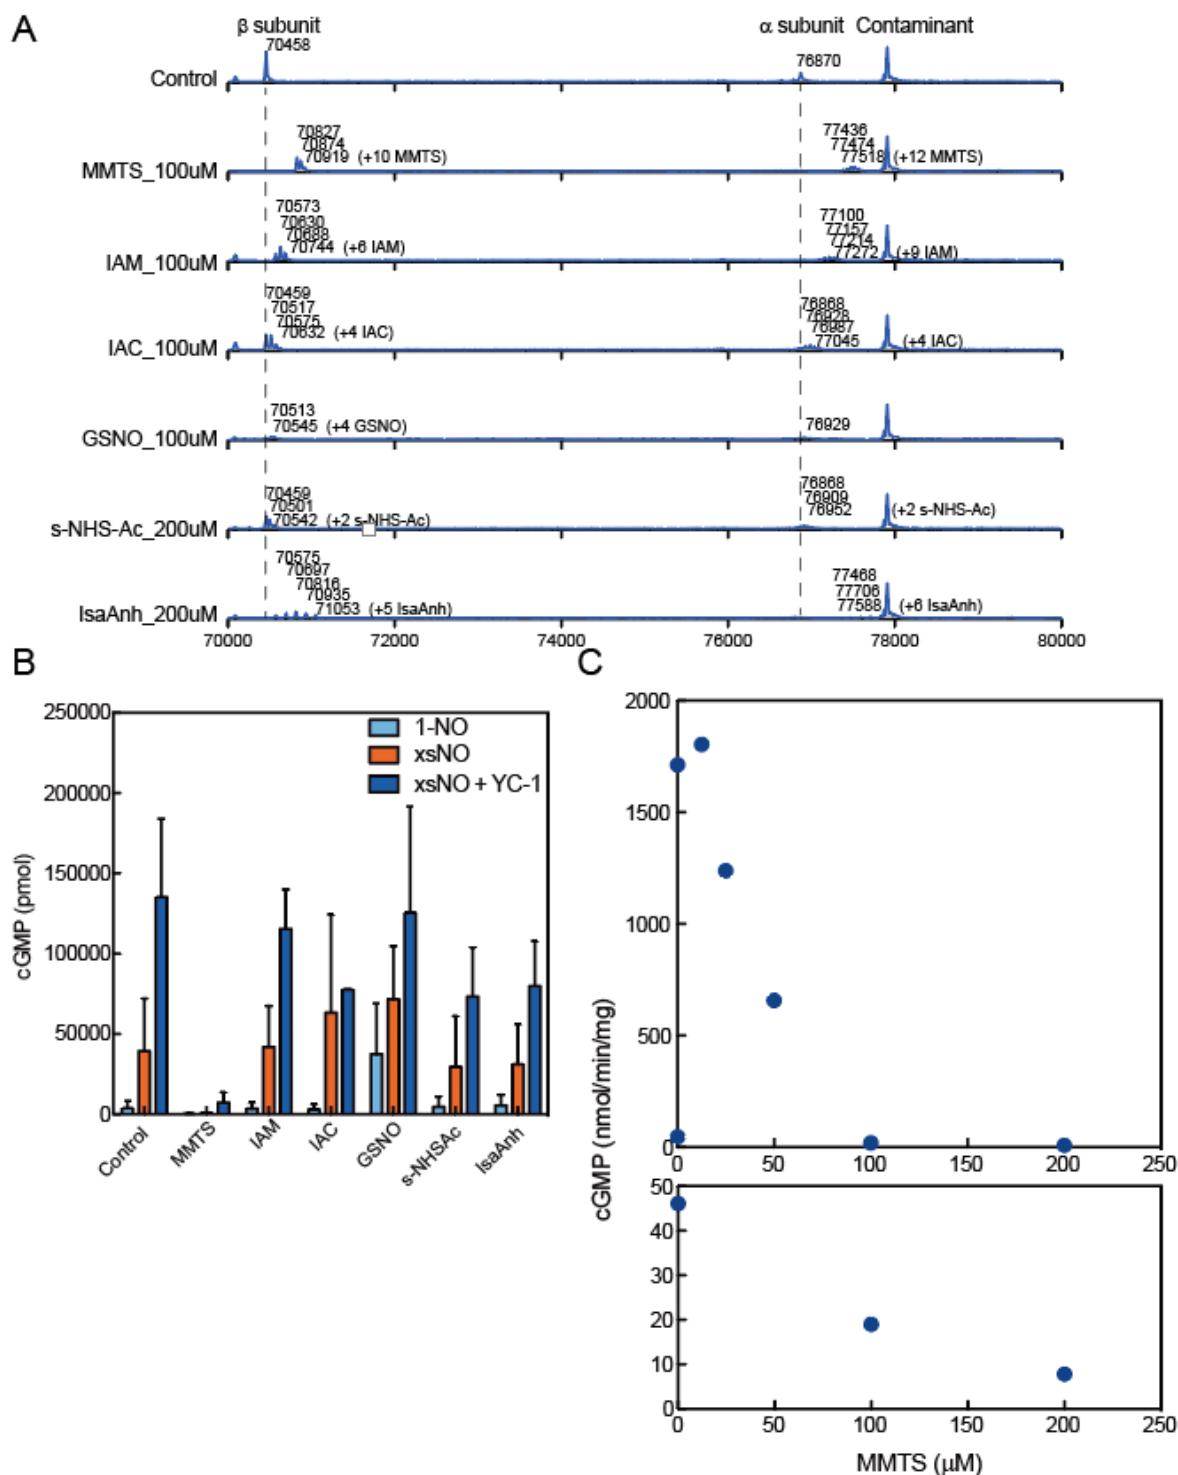 A
β subunit
α subunit Contaminant
70458
76870
Control
70827
70874
70919 (+10 MMTS)
77436
77474
77518 (+12 MMTS)
MMTS_100uM
70573
70630
70688
70744 (+6 IAM)
77100
77157
77214
77272 (+9 IAM)
IAM_100uM
70459
70517
70575
70632 (+4 IAC)
76868
76928
76987
77045 (+4 IAC)
IAC_100uM
70513
70545 (+4 GSNO)
76929
GSNO_100uM
70459
70501
70542 (+2 s-NHS-Ac)
76868
76909
76952 (+2 s-NHS-Ac)
s-NHS-Ac_200uM
70575
70697
70816
70935
71053 (+5 IsaAnh)
77468
77706
77588 (+6 IsaAnh)
IsaAnh_200uM
70000 72000 74000 76000 78000 80000
B
250000
200000
150000
100000
50000
0
cGMP (pmol)
1-NO
xsNO
xsNO + YC-1
Control MMTS IAM IAC GSNO s-NHSAc IsaAnh
C
2000
1500
1000
500
0
0 50 100 150 200 250
cGMP (nmol/min/mg)
50
40
30
20
10
0
0 50 100 150 200 250
MMTS (µM)